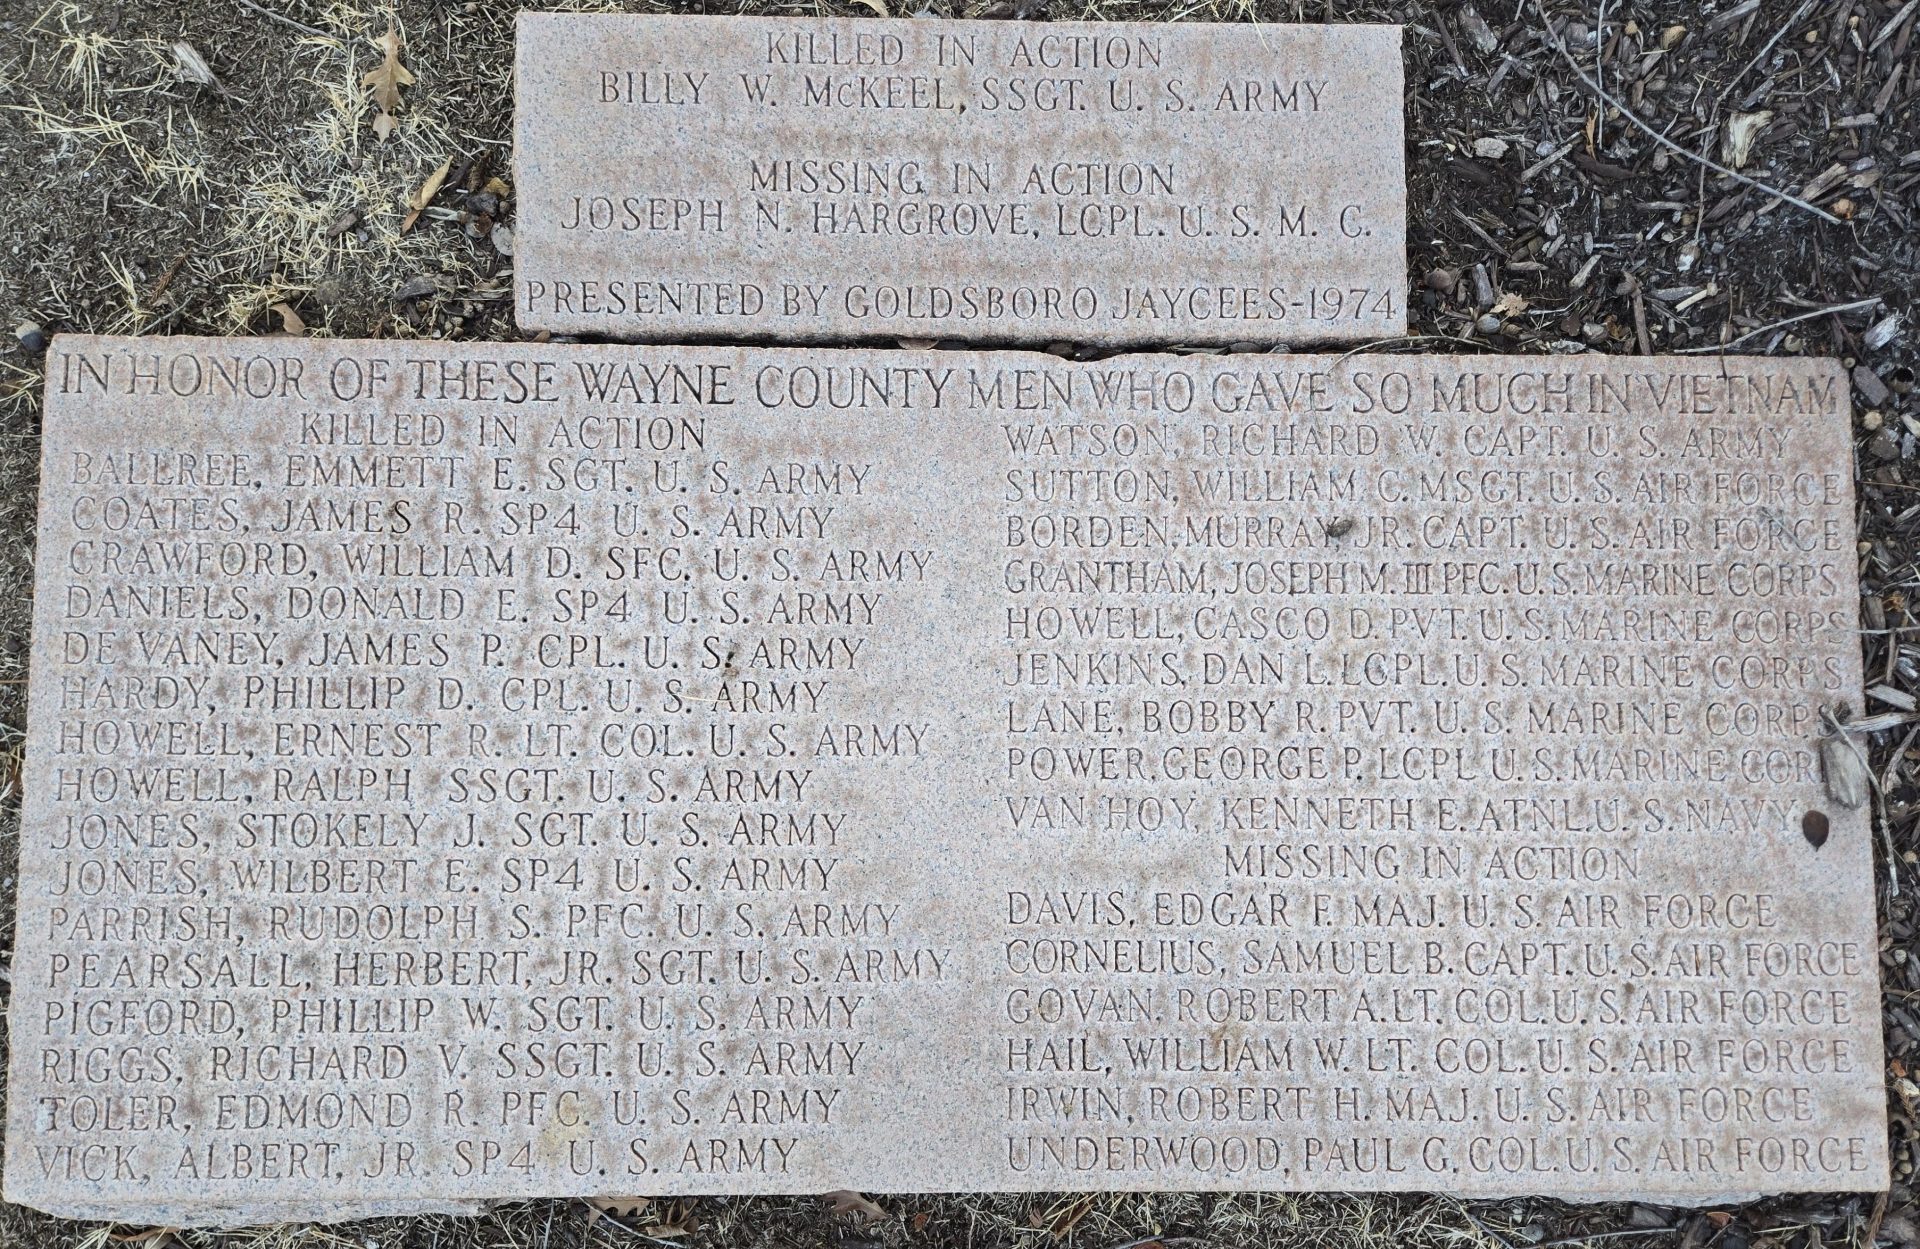 KILLED IN ACTION
BILLY W. McKEEL, SSGT. U. S. ARMY
MISSING IN ACTION
JOSEPH N. HARGROVE, LCPL. U. S. M. C.
PRESENTED BY GOLDSBORO JAYCEES-1974
IN HONOR OF THESE WAYNE COUNTY MEN WHO GAVE SO MUCH IN VIETNAM
KILLED IN ACTION
BALLREE, EMMETT E. SGT. U. S. ARMY
COATES, JAMES R. SP4 U. S. ARMY
CRAWFORD, WILLIAM D. SFC. U. S. ARMY
DANIELS, DONALD E. SP4 U. S. ARMY
DE VANEY, JAMES P. CPL. U. S. ARMY
HARDY, PHILLIP D. CPL. U. S. ARMY
HOWELL, ERNEST R. LT. COL. U. S. ARMY
HOWELL, RALPH SSGT. U. S. ARMY
JONES, STOKELY J. SGT. U. S. ARMY
JONES, WILBERT E. SP4 U. S. ARMY
PARRISH, RUDOLPH S. PFC. U. S. ARMY
PEARSALL, HERBERT, JR. SGT. U. S. ARMY
PIGFORD, PHILLIP W. SGT. U. S. ARMY
RIGGS, RICHARD V. SSGT. U. S. ARMY
TOLER, EDMOND R. PFC. U. S. ARMY
VICK, ALBERT, JR. SP4 U. S. ARMY
WATSON, RICHARD W. CAPT. U. S. ARMY
SUTTON, WILLIAM C. MSGT. U. S. AIR FORCE
BORDEN, MURRAY, JR. CAPT. U. S. AIR FORCE
GRANTHAM, JOSEPH M. III PFC. U. S. MARINE CORPS
HOWELL, CASCO D. PVT. U. S. MARINE CORPS
JENKINS, DAN L. LCPL. U. S. MARINE CORPS
LANE, BOBBY R. PVT. U. S. MARINE CORPS
POWER, GEORGE P. LCPL U. S. MARINE CORP
VAN HOY, KENNETH E. ATNL. U. S. NAVY
MISSING IN ACTION
DAVIS, EDGAR F. MAJ. U. S. AIR FORCE
CORNELIUS, SAMUEL B. CAPT. U. S. AIR FORCE
GOVAN, ROBERT A. LT. COL. U. S. AIR FORCE
HAIL, WILLIAM W. LT. COL. U. S. AIR FORCE
IRWIN, ROBERT H. MAJ. U. S. AIR FORCE
UNDERWOOD, PAUL G. COL. U. S. AIR FORCE